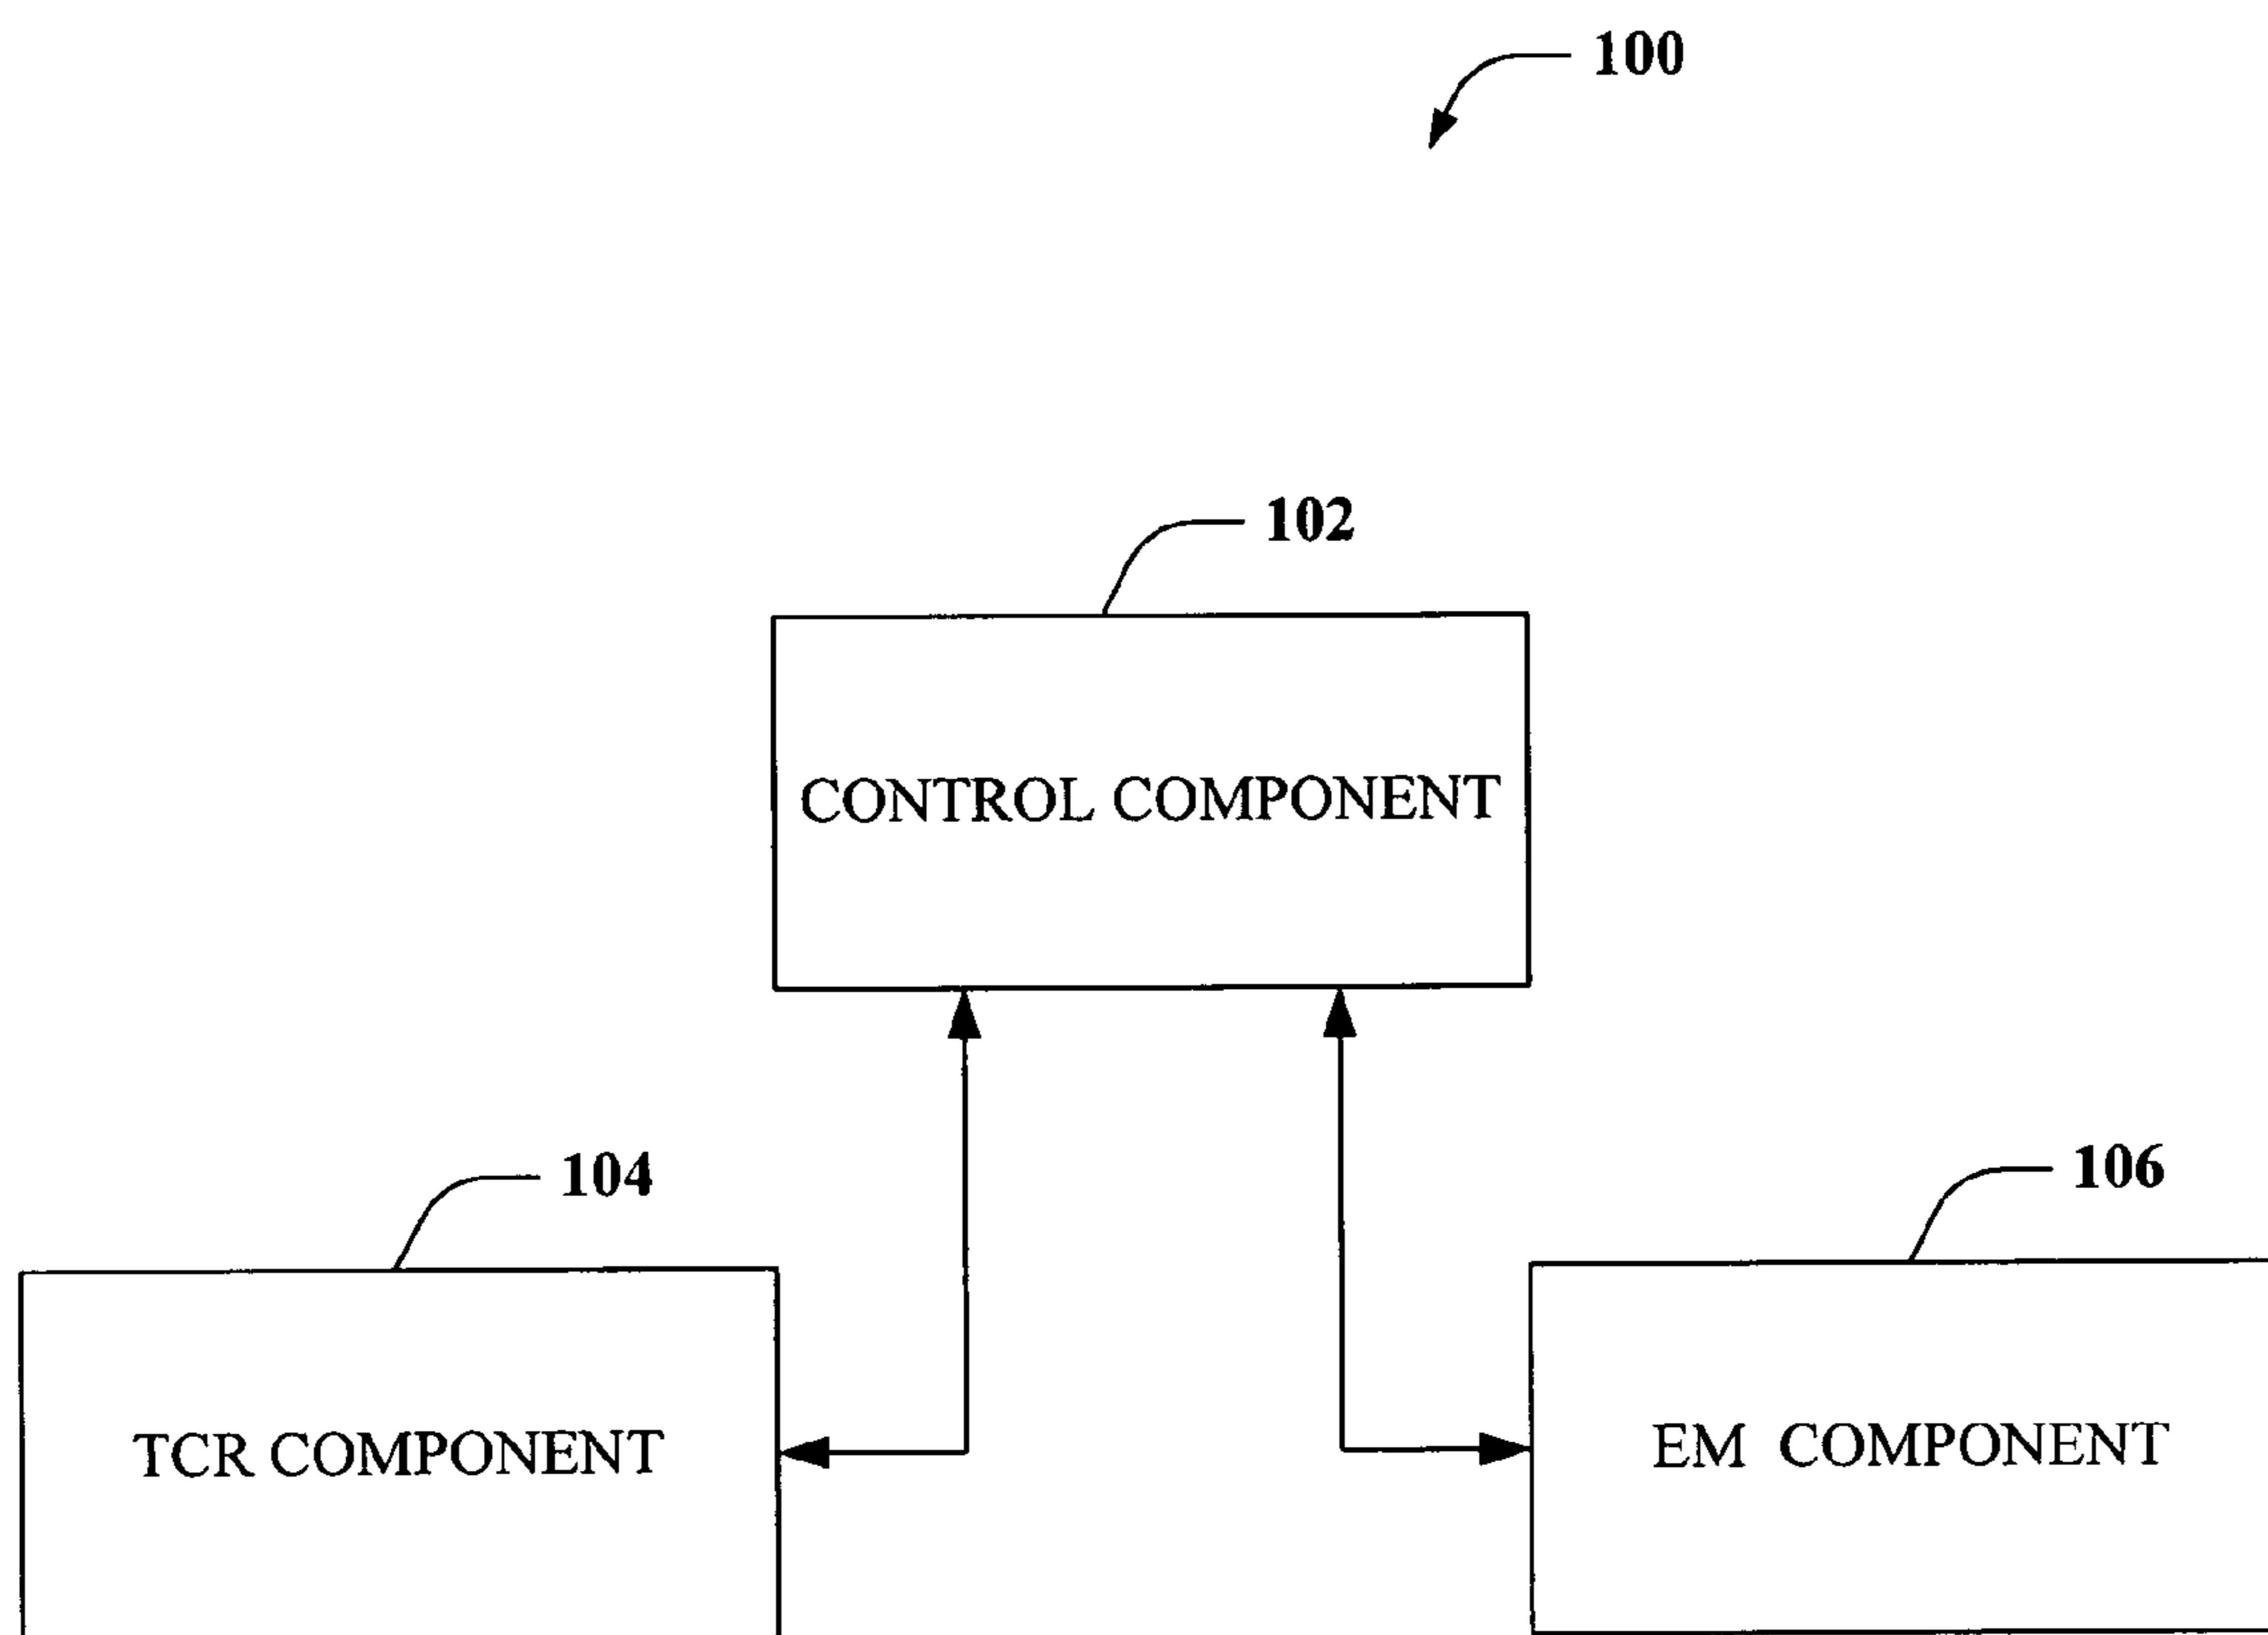 100
102
CONTROL COMPONENT
104
106
TCR COMPONENT
EM COMPONENT